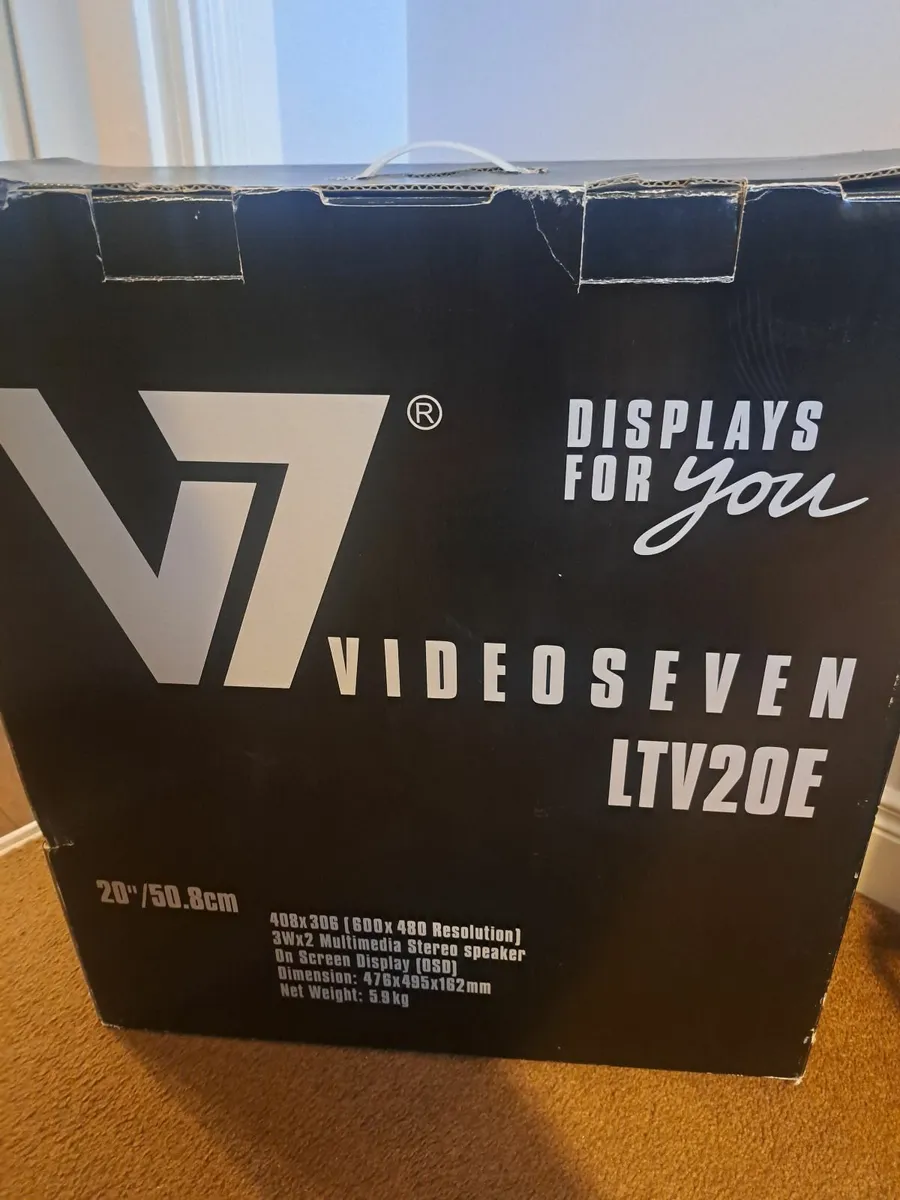 V7®
DISPLAYS
FOR you
VIDEOSEVEN
LTV20E
20"/50.8cm
408x306 (600x480 Resolution)
3Wx2 Multimedia Stereo speaker
On Screen Display (OSD)
Dimension: 476x495x162mm
Net Weight: 5.9kg